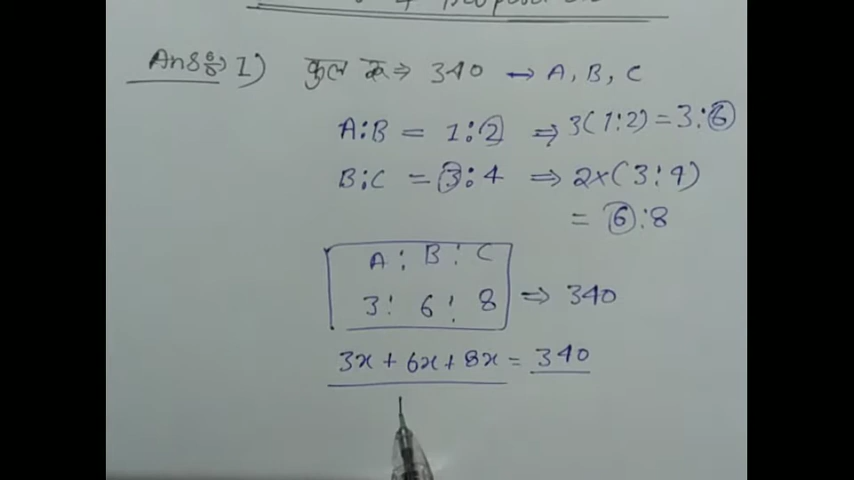 Ans:→ 1) कुल रू ⇒ 340 → A, B, C
A:B = 1:2 ⇒ 3(1:2) = 3:6
B:C = 3:4 ⇒ 2×(3:4)
= 6:8
A : B : C
3 : 6 : 8 ⇒ 340
3x + 6x + 8x = 340